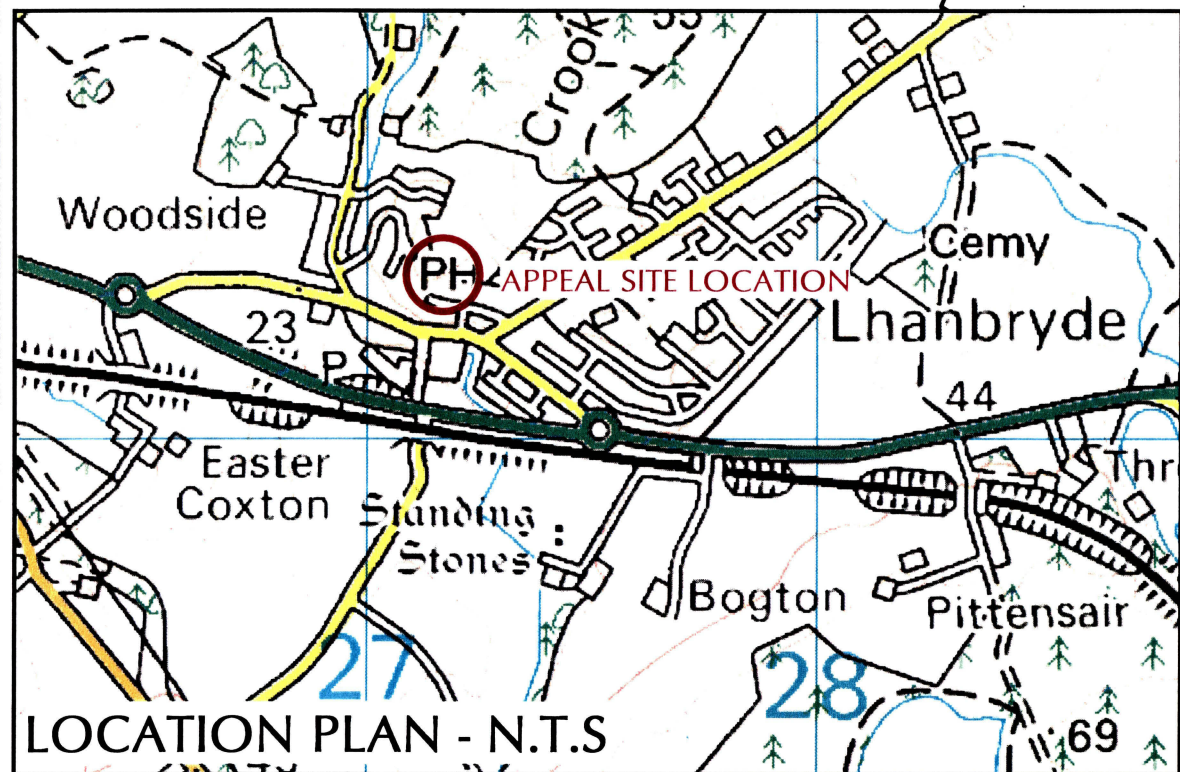 Crook
Woodside
PH
APPEAL SITE LOCATION
Cemy
Lhanbryde
23
P
44
Easter
Coxton
Standing
Stones
Thr
Bogton
Pittensair
27
28
LOCATION PLAN - N.T.S
69